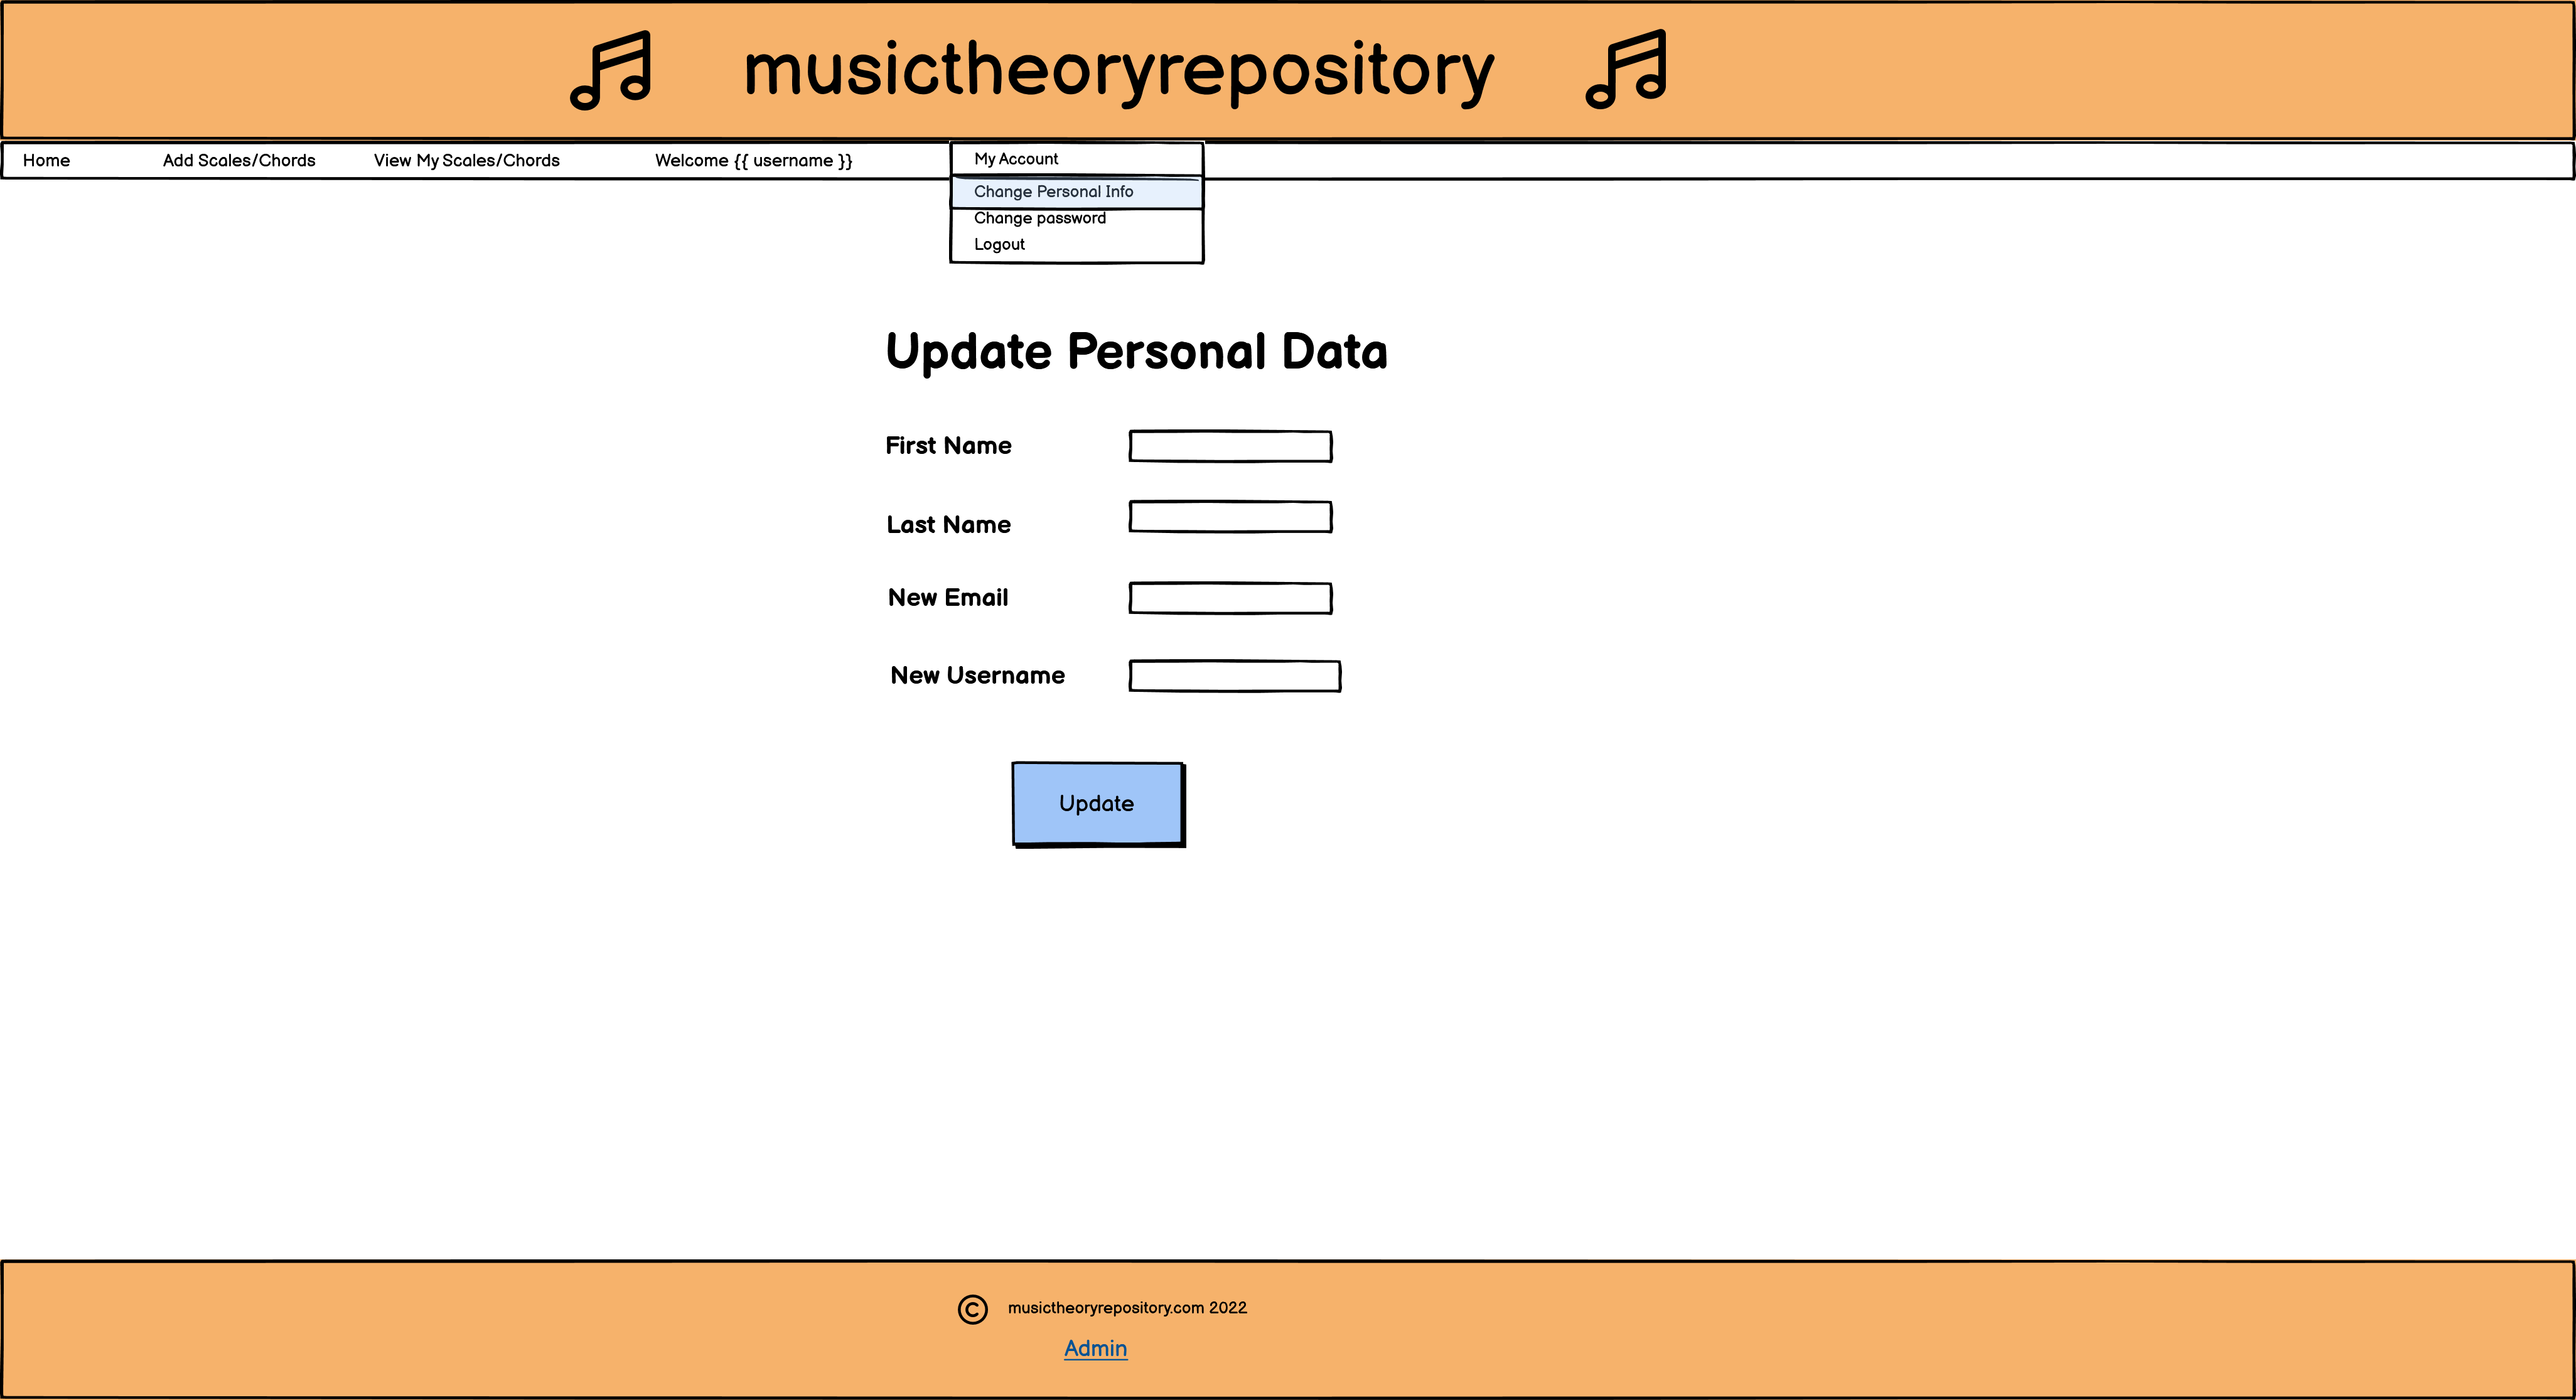 musictheoryrepository
Home Add Scales/Chords View My Scales/Chords Welcome {{ username }} My Account
Change Personal Info
Change password
Logout
Update Personal Data
First Name
Last Name
New Email
New Username
Update
© musictheoryrepository.com 2022
Admin